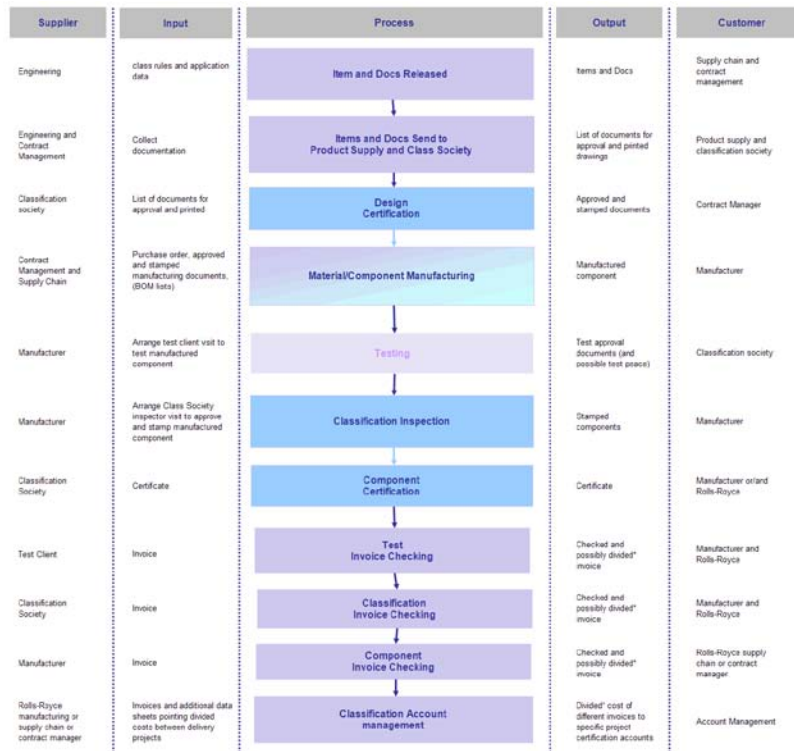 Supplier
Input
Process
Output
Customer
Engineering
class rules and application
data
Item and Docs Released
Items and Docs
Supply chain and
contract
management
Engineering and
Contract
Management
Collect
documentation
Items and Docs Send to
Product Supply and Class Society
List of documents for
approval and printed
drawings
Product supply and
classification society
Classification
society
List of documents for
approval and printed
Design
Certification
Approved and
stamped documents
Contract Manager
Contract
Management and
Supply Chain
Purchase order, approved
and stamped
manufacturing documents,
(BOM lists)
Material/Component Manufacturing
Manufactured
component
Manufacturer
Manufacturer
Arrange test client visit to
test manufactured
component
Testing
Test approval
documents (and
possible test peace)
Classification society
Manufacturer
Arrange Class Society
inspector visit to approve
and stamp manufactured
component
Classification Inspection
Stamped
components
Manufacturer
Classification
Society
Certifcate
Component
Certification
Certificate
Manufacturer or/and
Rolls-Royce
Test Client
Invoice
Test
Invoice Checking
Checked and
possibly divided*
invoice
Manufacturer and
Rolls-Royce
Classification
Society
Invoice
Classification
Invoice Checking
Checked and
possibly divided*
invoice
Manufacturer and
Rolls-Royce
Manufacturer
Invoice
Component
Invoice Checking
Checked and
possibly divided*
invoice
Rolls-Royce supply
chain or contract
manager
Rolls-Royce
manufacturing or
supply chain or
contract manager
Invoices and additional data
sheets pointing divided
costs between delivery
projects
Classification Account
management
Divided* cost of
different invoices to
specific project
certification accounts
Account Management